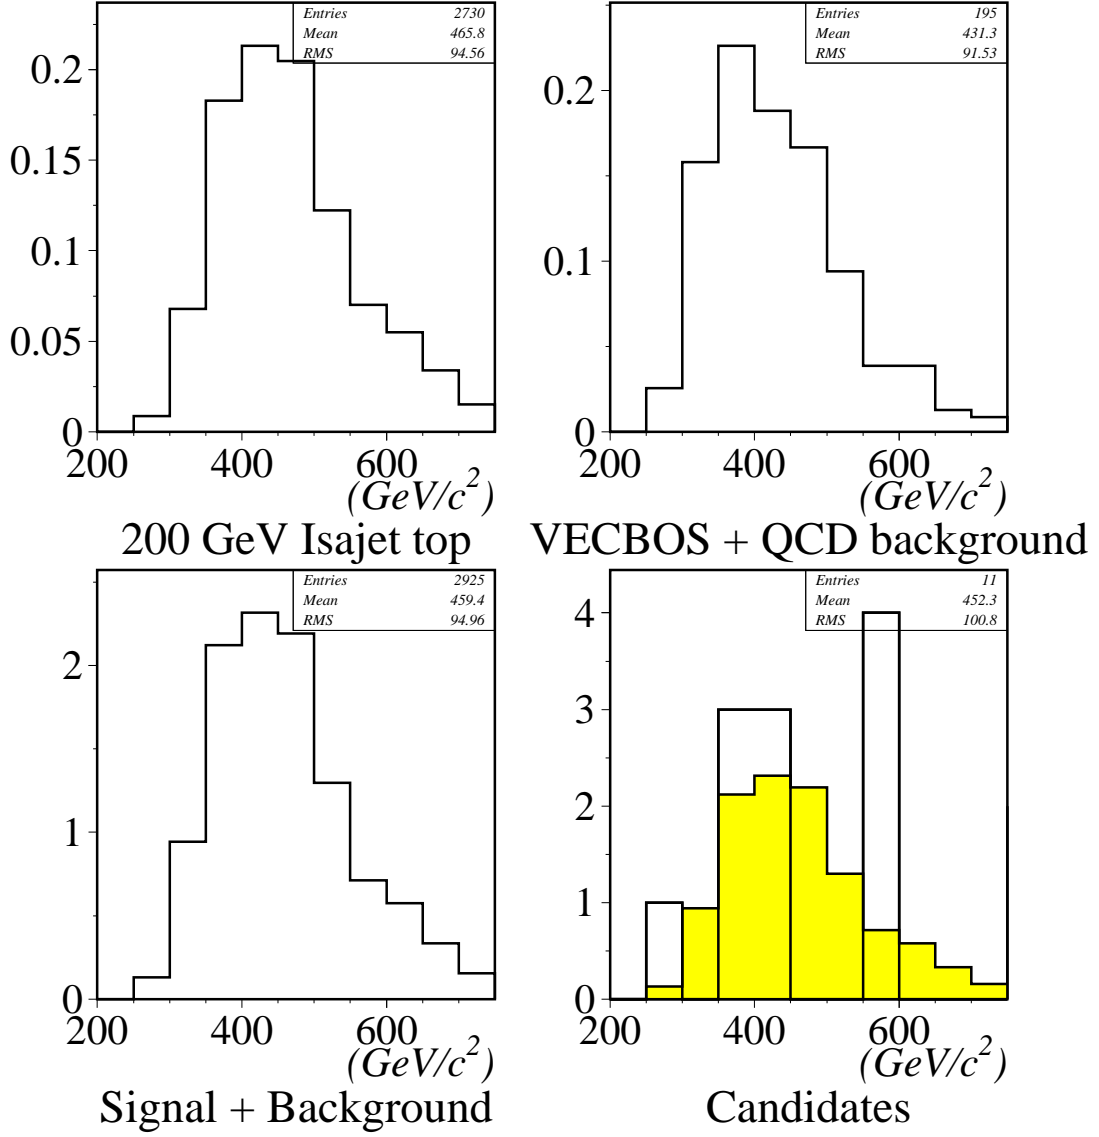 Entries 2730
Mean 465.8
RMS 94.56
0.2
0.15
0.1
0.05
0
200 400 600
(GeV/c²)
200 GeV Isajet top
Entries 195
Mean 431.3
RMS 91.53
0.2
0.1
0
200 400 600
(GeV/c²)
VECBOS + QCD background
Entries 2925
Mean 459.4
RMS 94.96
2
1
0
200 400 600
(GeV/c²)
Signal + Background
Entries 11
Mean 452.3
RMS 100.8
4
3
2
1
0
200 400 600
(GeV/c²)
Candidates